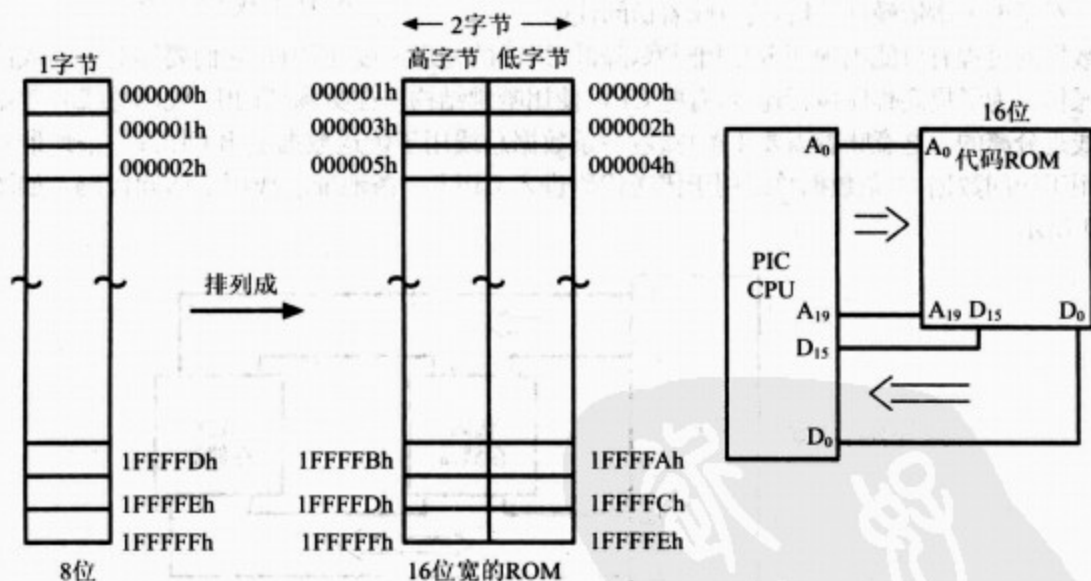 1字节
000000h
000001h
000002h
排列成
1FFFFDh
1FFFFEh
1FFFFFh
8位
2字节
高字节 低字节
000001h 000000h
000003h 000002h
000005h 000004h
1FFFFBh 1FFFFAh
1FFFFDh 1FFFFCh
1FFFFFh 1FFFFEh
16位宽的ROM
16位
A0 A0 代码ROM
PIC
CPU
A19 A19 D15 D0
D15
D0